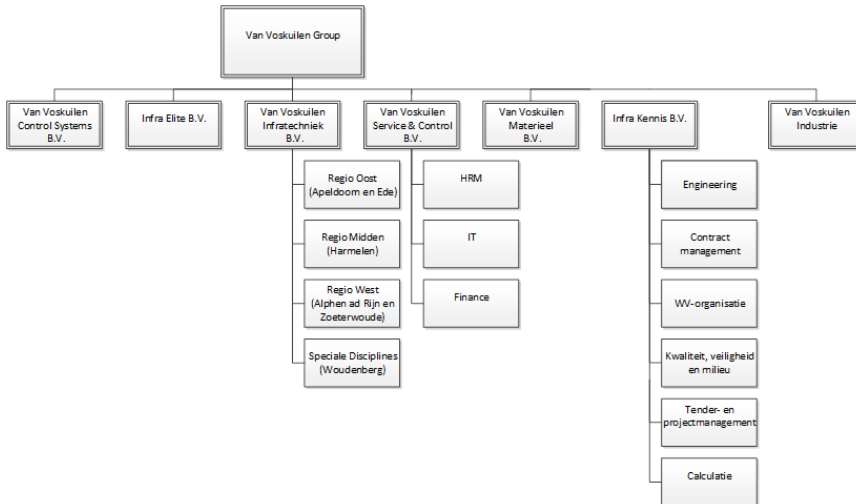 Van Voskuilen Group
Van Voskuilen
Control Systems
B.V.
Infra Elite B.V.
Van Voskuilen
Infratechniek
B.V.
Van Voskuilen
Service & Control
B.V.
Van Voskuilen
Materieel
B.V.
Infra Kennis B.V.
Van Voskuilen
Industrie
Regio Oost
(Apeldoorn en Ede)
Regio Midden
(Harmelen)
Regio West
(Alphen ad Rijn en
Zoeterwoude)
Speciale Disciplines
(Woudenberg)
HRM
IT
Finance
Engineering
Contract
management
WV-organisatie
Kwaliteit, veiligheid
en milieu
Tender- en
projectmanagement
Calculatie